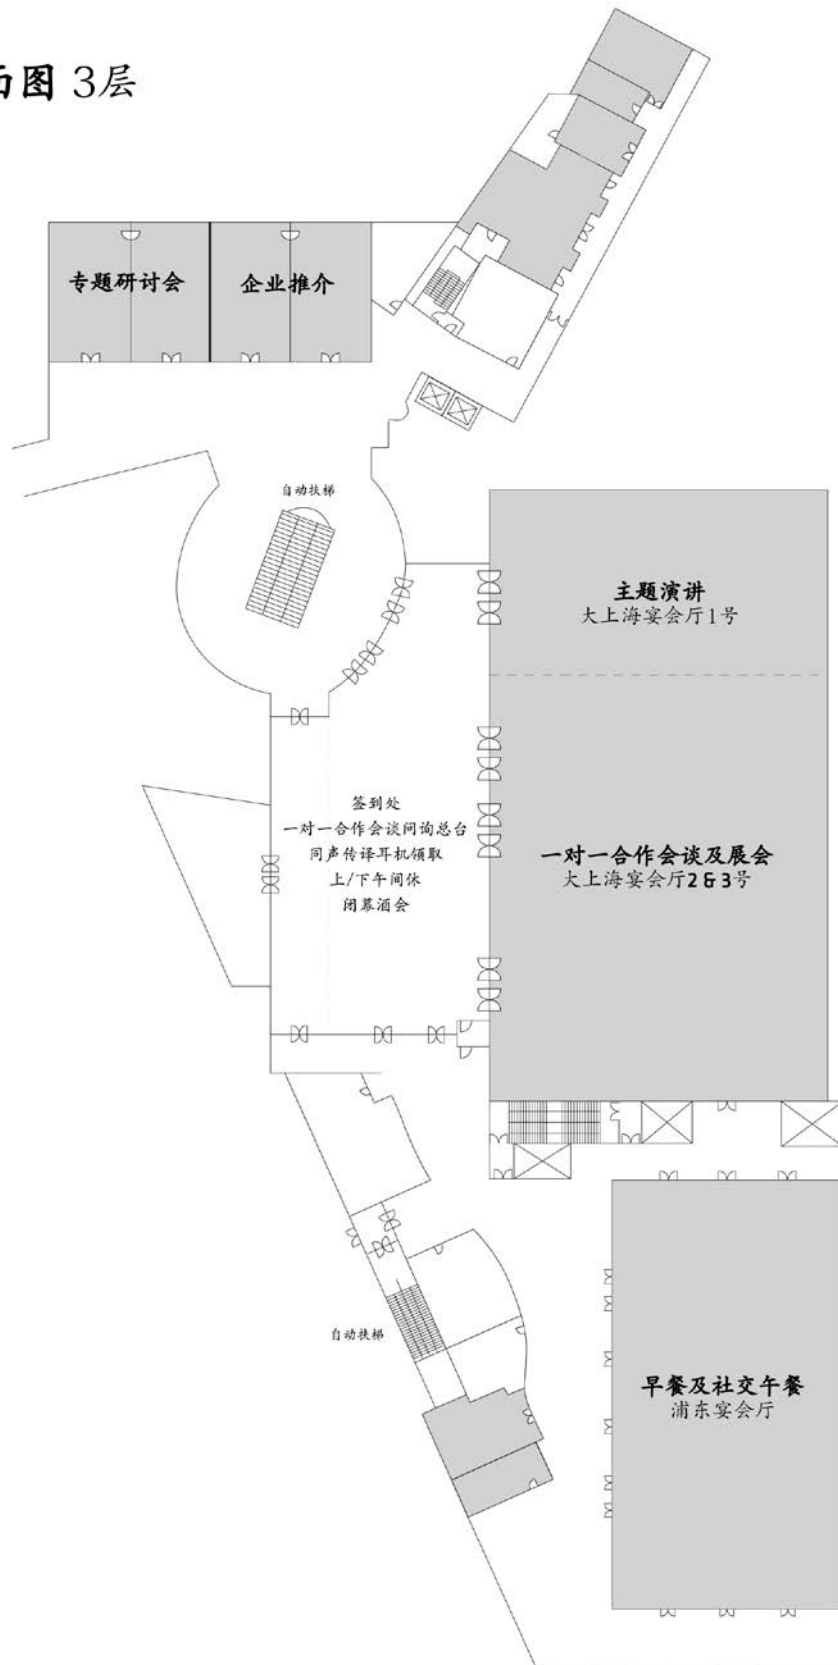 面图 3层
专题研讨会
企业推介
自动扶梯
主题演讲
大上海宴会厅1号
签到处
一对一合作会谈问询总台
同声传译耳机领取
上/下午间休
闭幕酒会
一对一合作会谈及展会
大上海宴会厅2 & 3号
自动扶梯
早餐及社交午餐
浦东宴会厅